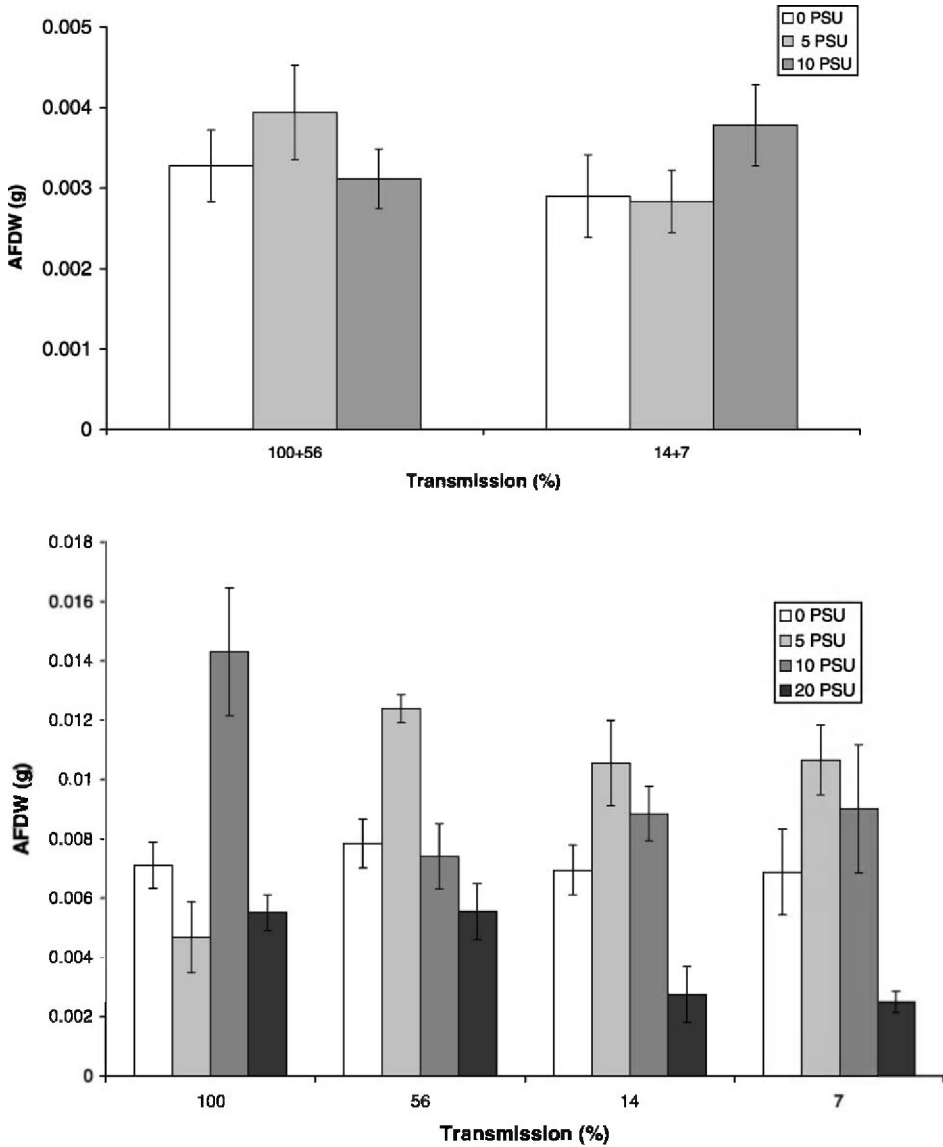 0 PSU
5 PSU
10 PSU
0.005
0.004
0.003
0.002
0.001
0
AFDW (g)
100+56
14+7
Transmission (%)
0.018
0.016
0.014
0.012
0.01
0.008
0.006
0.004
0.002
0
AFDW (g)
0 PSU
5 PSU
10 PSU
20 PSU
100
56
14
7
Transmission (%)